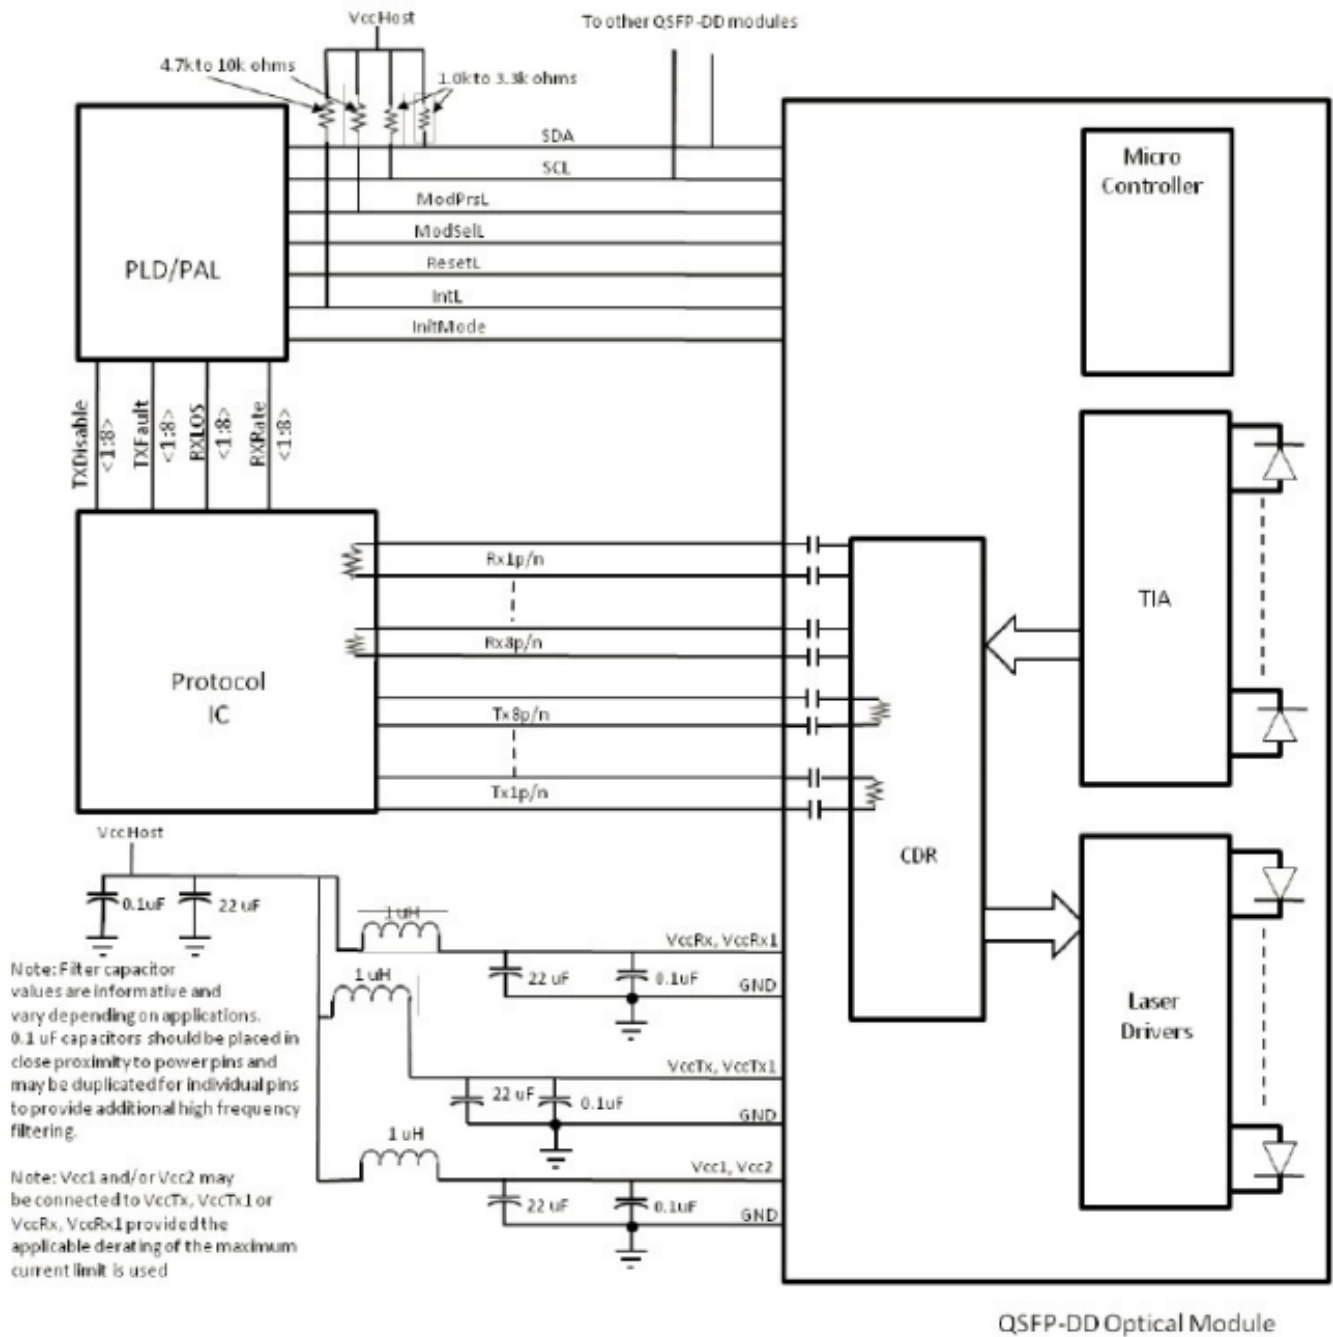 VccHost
To other QSFP-DD modules
4.7k to 10k ohms
1.0k to 3.3k ohms
SDA
SCL
ModPrsL
ModSelL
ResetL
IntL
InitMode
PLD/PAL
Micro
Controller
TXDisable
<1:8>
TXFault
<1:8>
RXLOS
<1:8>
RXRate
<1:8>
Rx1p/n
Rx8p/n
Tx8p/n
Tx1p/n
Protocol
IC
TIA
CDR
Laser
Drivers
VccHost
0.1uF
22 uF
1 uH
VccRx, VccRx1
22 uF
0.1uF
GND
1 uH
VccTx, VccTx1
22 uF
0.1uF
GND
1 uH
Vcc1, Vcc2
22 uF
0.1uF
GND
Note: Filter capacitor
values are informative and
vary depending on applications.
0.1 uF capacitors should be placed in
close proximity to power pins and
may be duplicated for individual pins
to provide additional high frequency
filtering.
Note: Vcc1 and/or Vcc2 may
be connected to VccTx, VccTx1 or
VccRx, VccRx1 provided the
applicable derating of the maximum
current limit is used
QSFP-DD Optical Module